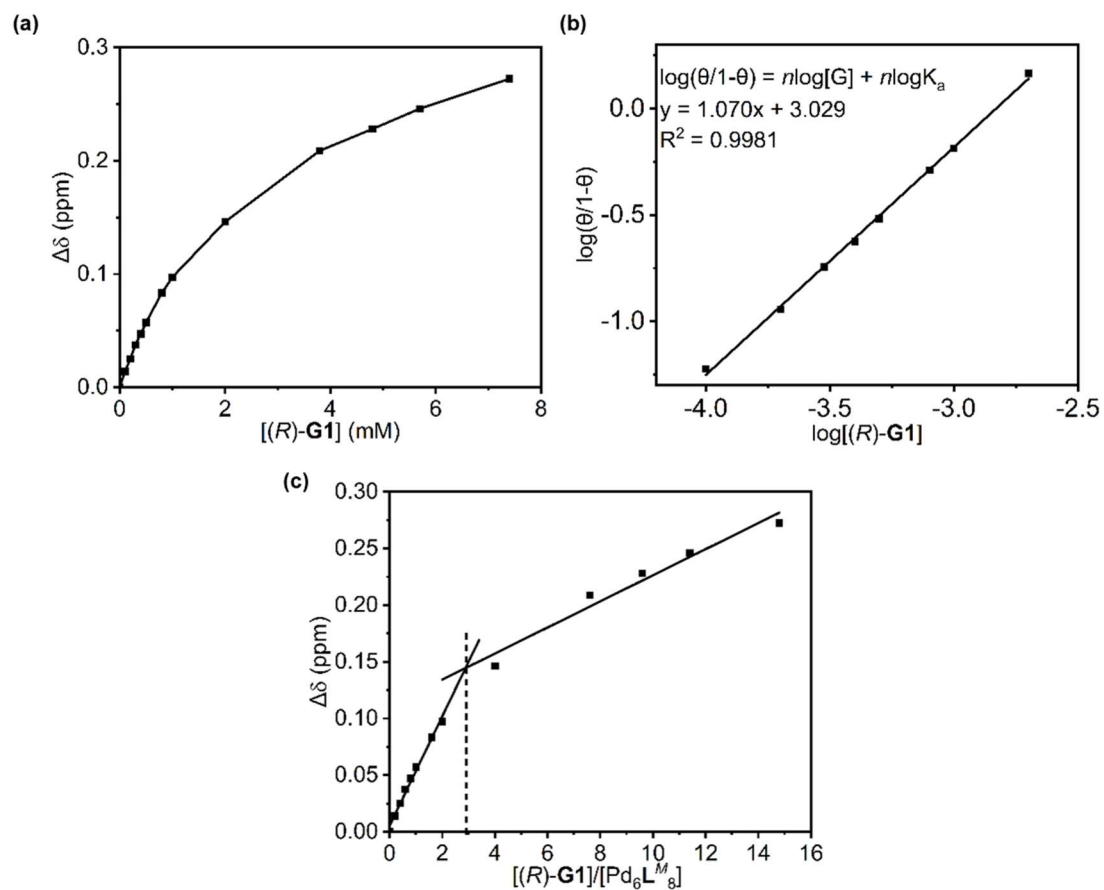 (a)
0.3
0.2
0.1
0.0
Δδ (ppm)
0
2
4
6
8
[(R)-G1] (mM)
(b)
log(θ/1-θ) = nlog[G] + nlogKₐ
y = 1.070x + 3.029
R² = 0.9981
0.0
-0.5
-1.0
log(θ/1-θ)
-4.0
-3.5
-3.0
-2.5
log[(R)-G1]
(c)
0.30
0.25
0.20
0.15
0.10
0.05
0.00
Δδ (ppm)
0
2
4
6
8
10
12
14
16
[(R)-G1]/[Pd₆Lᴹ₈]